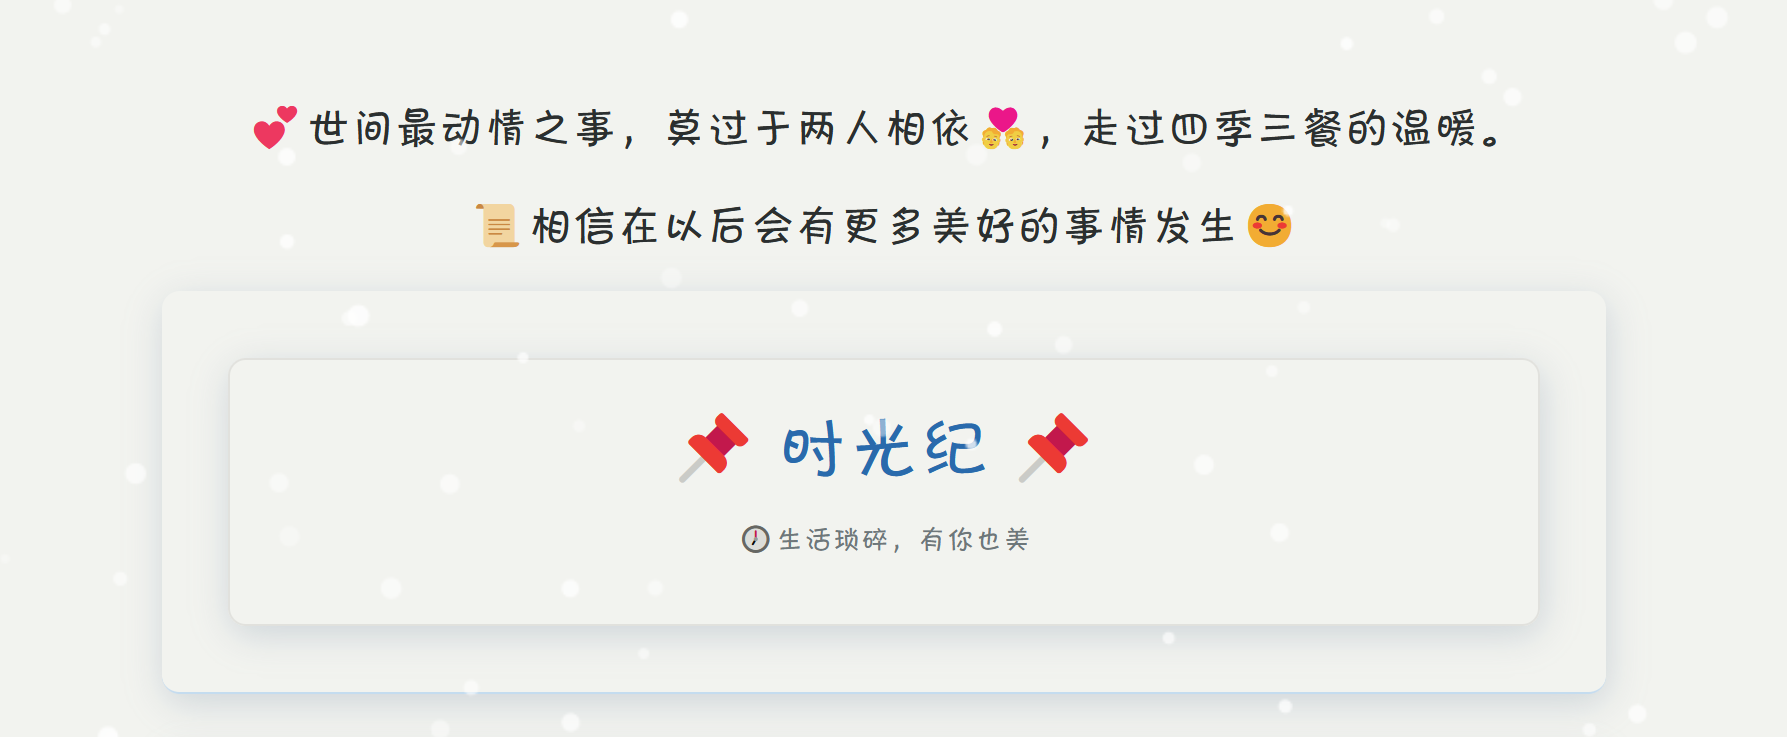 💕世间最动情之事，莫过于两人相依💑，走过四季三餐的温暖。
📜相信在以后会有更多美好的事情发生😊
📌 时光纪 📌
🕛生活琐碎，有你也美